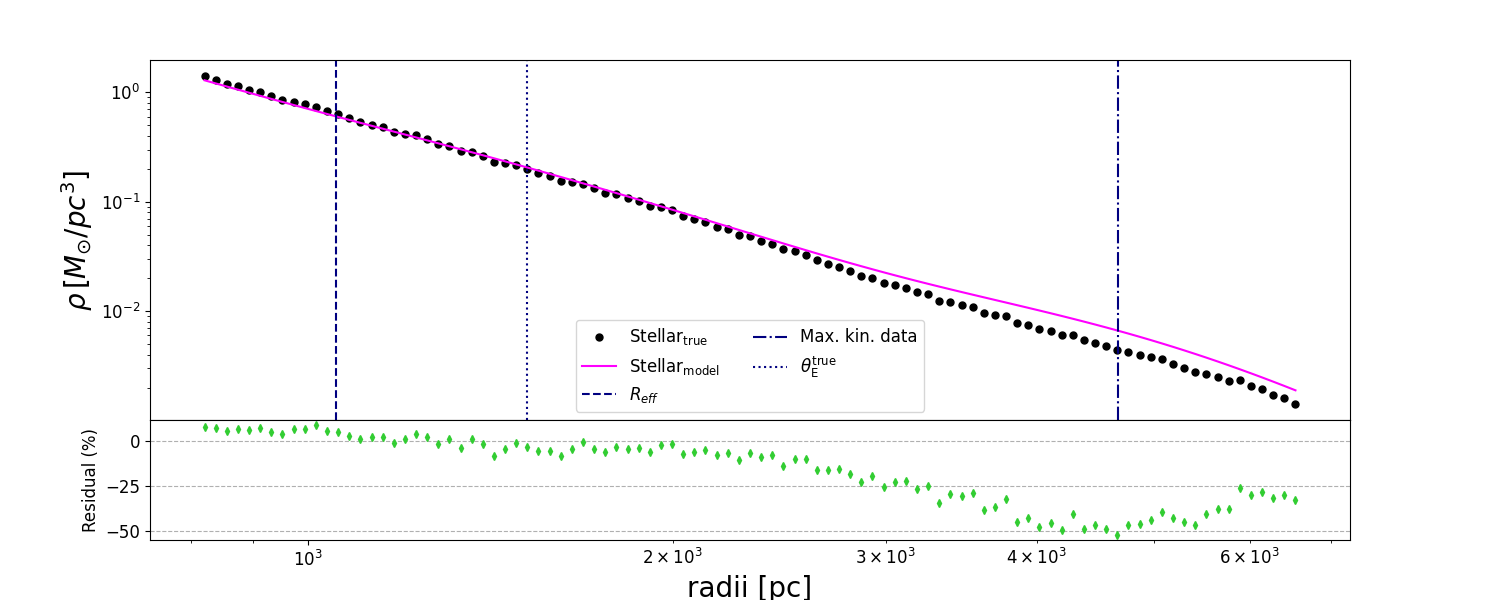 10⁰
10⁻¹
10⁻²
ρ [M⊙/pc³]
Stellar_true
Stellar_model
R_eff
Max. kin. data
θ_E^true
0
−25
−50
Residual (%)
10³
2 × 10³
3 × 10³
4 × 10³
6 × 10³
radii [pc]